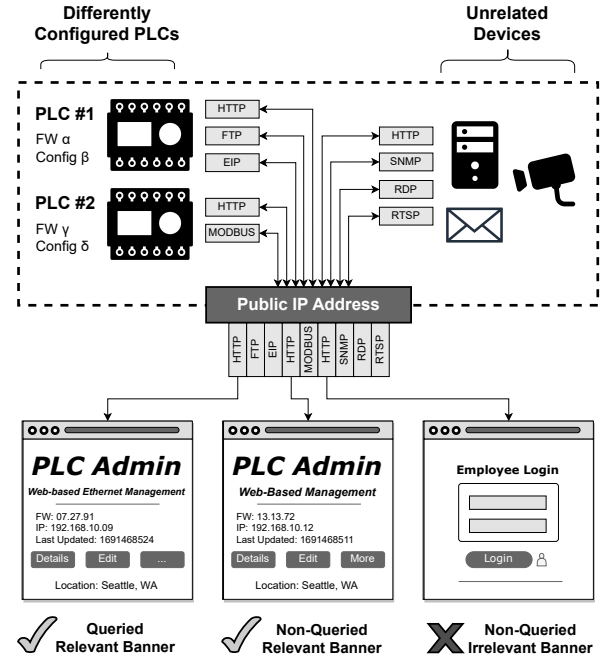 Differently
Configured PLCs
Unrelated
Devices
PLC #1
FW α
Config β
HTTP
FTP
EIP
PLC #2
FW γ
Config δ
HTTP
MODBUS
HTTP
SNMP
RDP
RTSP
Public IP Address
HTTP
FTP
EIP
HTTP
MODBUS
HTTP
SNMP
RDP
RTSP
PLC Admin
Web-based Ethernet Management
FW: 07.27.91
IP: 192.168.10.09
Last Updated: 1691468524
Details Edit ...
Location: Seattle, WA
PLC Admin
Web-Based Management
FW: 13.13.72
IP: 192.168.10.12
Last Updated: 1691468511
Details Edit More
Location: Seattle, WA
Employee Login
Login
Queried
Relevant Banner
Non-Queried
Relevant Banner
Non-Queried
Irrelevant Banner